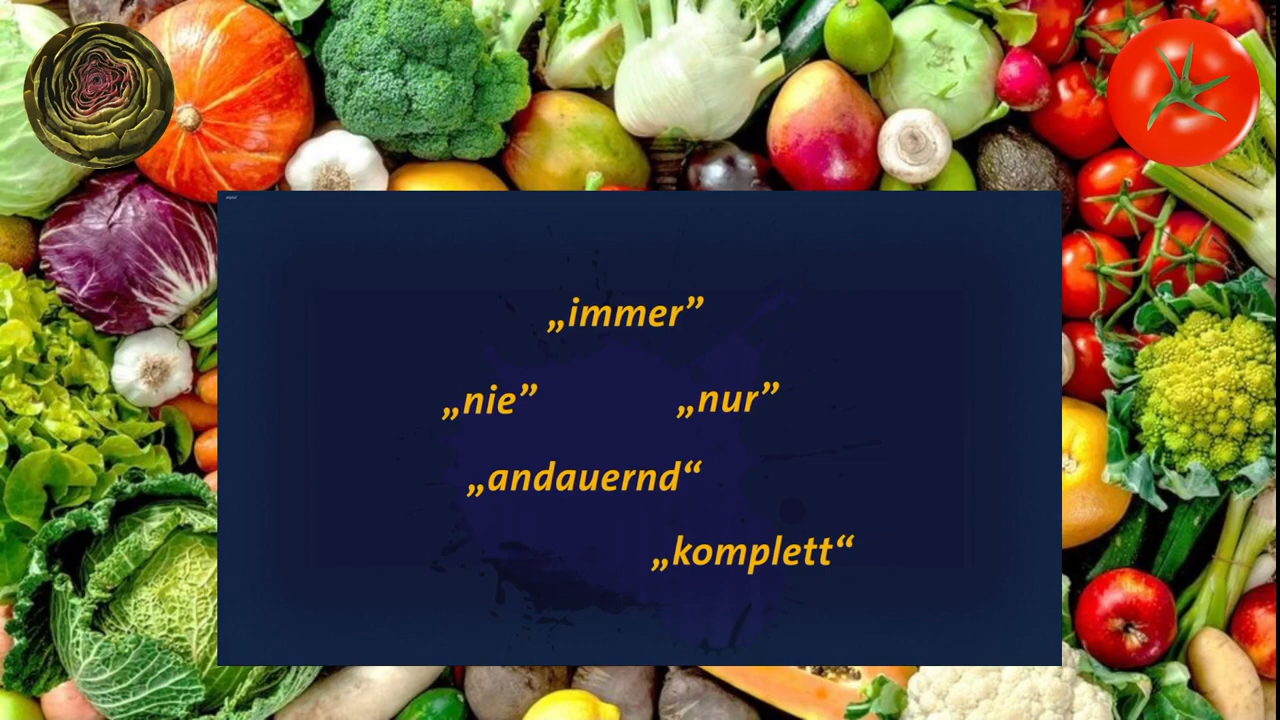 „immer”
„nie” „nur”
„andauernd“
„komplett“